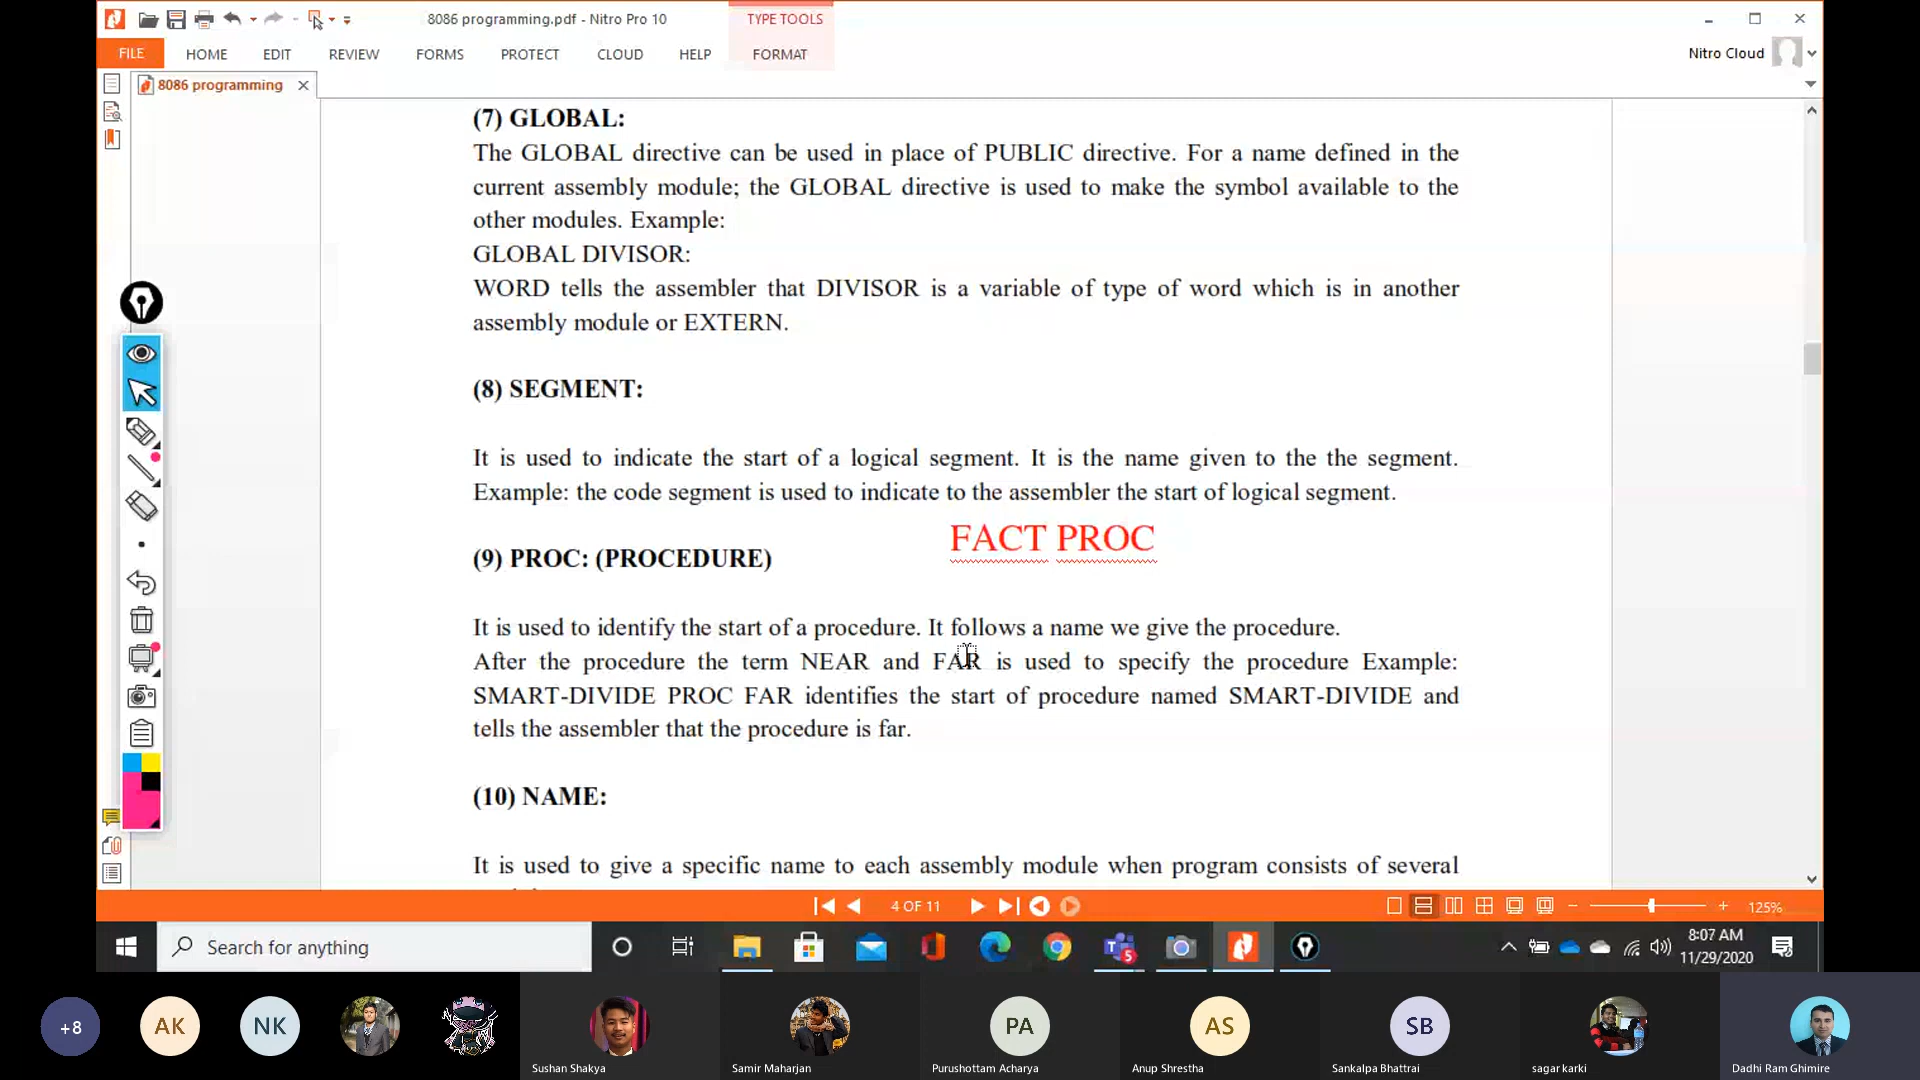 8086 programming.pdf - Nitro Pro 10
TYPE TOOLS
FILE HOME EDIT REVIEW FORMS PROTECT CLOUD HELP FORMAT
Nitro Cloud
8086 programming
(7) GLOBAL:
The GLOBAL directive can be used in place of PUBLIC directive. For a name defined in the
current assembly module; the GLOBAL directive is used to make the symbol available to the
other modules. Example:
GLOBAL DIVISOR:
WORD tells the assembler that DIVISOR is a variable of type of word which is in another
assembly module or EXTERN.
(8) SEGMENT:
It is used to indicate the start of a logical segment. It is the name given to the the segment.
Example: the code segment is used to indicate to the assembler the start of logical segment.
FACT PROC
(9) PROC: (PROCEDURE)
It is used to identify the start of a procedure. It follows a name we give the procedure.
After the procedure the term NEAR and FAR is used to specify the procedure Example:
SMART-DIVIDE PROC FAR identifies the start of procedure named SMART-DIVIDE and
tells the assembler that the procedure is far.
(10) NAME:
It is used to give a specific name to each assembly module when program consists of several
4 OF 11
125%
Search for anything
5
8:07 AM
11/29/2020
+8
AK
NK
PA
AS
SB
Sushan Shakya
Samir Maharjan
Purushottam Acharya
Anup Shrestha
Sankalpa Bhattrai
sagar karki
Dadhi Ram Ghimire